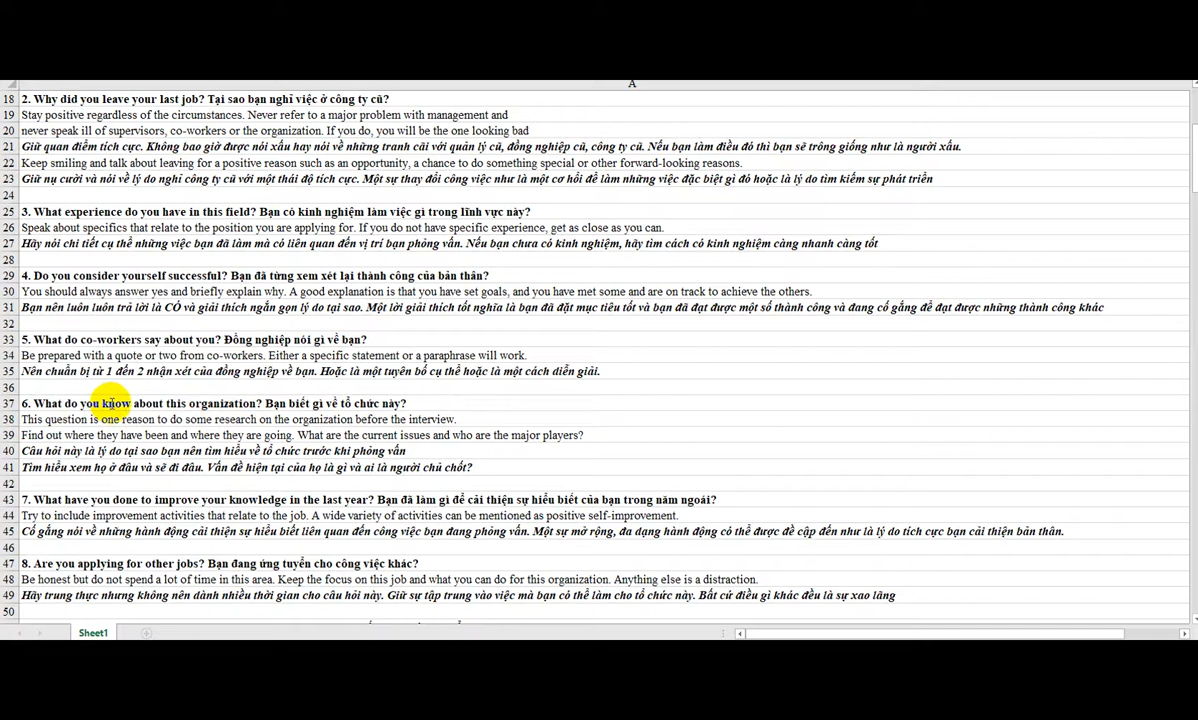 A
18 2. Why did you leave your last job? Tại sao bạn nghỉ việc ở công ty cũ?
19 Stay positive regardless of the circumstances. Never refer to a major problem with management and
20 never speak ill of supervisors, co-workers or the organization. If you do, you will be the one looking bad
21 Giữ quan điểm tích cực. Không bao giờ được nói xấu hay nói về những tranh cãi với quản lý cũ, đồng nghiệp cũ, công ty cũ. Nếu bạn làm điều đó thì bạn sẽ trông giống như là người xấu.
22 Keep smiling and talk about leaving for a positive reason such as an opportunity, a chance to do something special or other forward-looking reasons.
23 Giữ nụ cười và nói về lý do nghỉ công ty cũ với một thái độ tích cực. Một sự thay đổi công việc như là một cơ hồi để làm những việc đặc biệt gì đó hoặc là lý do tìm kiếm sự phát triển
24
25 3. What experience do you have in this field? Bạn có kinh nghiệm làm việc gì trong lĩnh vực này?
26 Speak about specifics that relate to the position you are applying for. If you do not have specific experience, get as close as you can.
27 Hãy nói chi tiết cụ thể những việc bạn đã làm mà có liên quan đến vị trí bạn phỏng vấn. Nếu bạn chưa có kinh nghiệm, hãy tìm cách có kinh nghiệm càng nhanh càng tốt
28
29 4. Do you consider yourself successful? Bạn đã từng xem xét lại thành công của bản thân?
30 You should always answer yes and briefly explain why. A good explanation is that you have set goals, and you have met some and are on track to achieve the others.
31 Bạn nên luôn luôn trả lời là CÓ và giải thích ngắn gọn lý do tại sao. Một lời giải thích tốt nghĩa là bạn đã đặt mục tiêu tốt và bạn đã đạt được một số thành công và đang cố gắng để đạt được những thành công khác
32
33 5. What do co-workers say about you? Đồng nghiệp nói gì về bạn?
34 Be prepared with a quote or two from co-workers. Either a specific statement or a paraphrase will work.
35 Nên chuẩn bị từ 1 đến 2 nhận xét của đồng nghiệp về bạn. Hoặc là một tuyên bố cụ thể hoặc là một cách diễn giải.
36
37 6. What do you know about this organization? Bạn biết gì về tổ chức này?
38 This question is one reason to do some research on the organization before the interview.
39 Find out where they have been and where they are going. What are the current issues and who are the major players?
40 Câu hỏi này là lý do tại sao bạn nên tìm hiểu về tổ chức trước khi phỏng vấn
41 Tìm hiểu xem họ ở đâu và sẽ đi đâu. Vấn đề hiện tại của họ là gì và ai là người chủ chốt?
42
43 7. What have you done to improve your knowledge in the last year? Bạn đã làm gì để cải thiện sự hiểu biết của bạn trong năm ngoái?
44 Try to include improvement activities that relate to the job. A wide variety of activities can be mentioned as positive self-improvement.
45 Cố gắng nói về những hành động cải thiện sự hiểu biết liên quan đến công việc bạn đang phỏng vấn. Một sự mở rộng, đa dạng hành động có thể được đề cập đến như là lý do tích cực bạn cải thiện bản thân.
46
47 8. Are you applying for other jobs? Bạn đang ứng tuyển cho công việc khác?
48 Be honest but do not spend a lot of time in this area. Keep the focus on this job and what you can do for this organization. Anything else is a distraction.
49 Hãy trung thực nhưng không nên dành nhiều thời gian cho câu hỏi này. Giữ sự tập trung vào việc mà bạn có thể làm cho tổ chức này. Bất cứ điều gì khác đều là sự xao lãng
50
Sheet1